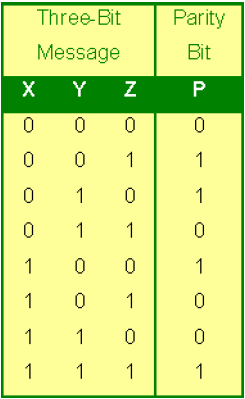 Three-Bit Parity
Message Bit
X Y Z P
0 0 0 0
0 0 1 1
0 1 0 1
0 1 1 0
1 0 0 1
1 0 1 0
1 1 0 0
1 1 1 1